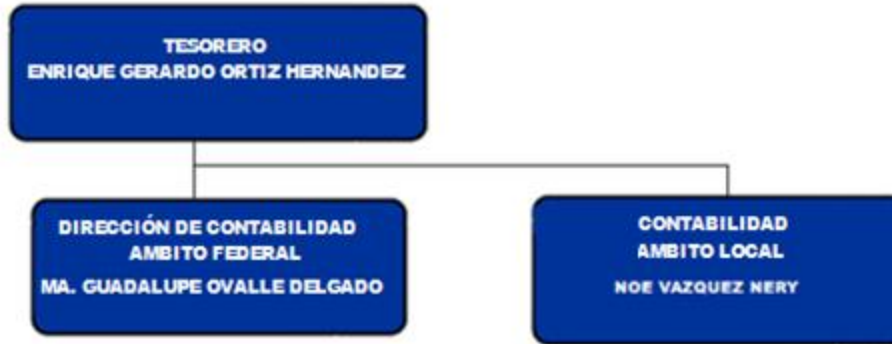 TESORERO
ENRIQUE GERARDO ORTIZ HERNANDEZ
DIRECCIÓN DE CONTABILIDAD
AMBITO FEDERAL
MA. GUADALUPE OVALLE DELGADO
CONTABILIDAD
AMBITO LOCAL
NOE VAZQUEZ NERY